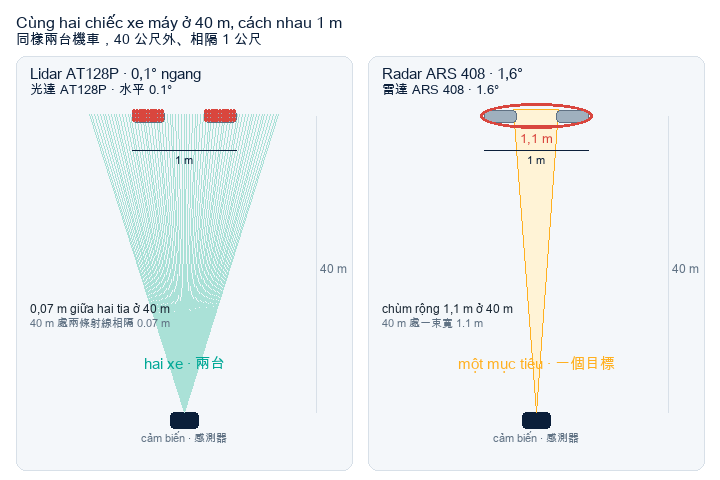 Cùng hai chiếc xe máy ở 40 m, cách nhau 1 m
同樣兩台機車，40 公尺外、相隔 1 公尺
Lidar AT128P · 0,1° ngang
光達 AT128P · 水平 0.1°
1 m
40 m
0,07 m giữa hai tia ở 40 m
40 m 處兩條射線相隔 0.07 m
hai xe · 兩台
cảm biến · 感測器
Radar ARS 408 · 1,6°
雷達 ARS 408 · 1.6°
1,1 m
1 m
40 m
chùm rộng 1,1 m ở 40 m
40 m 處一束寬 1.1 m
một mục tiêu · 一個目標
cảm biến · 感測器